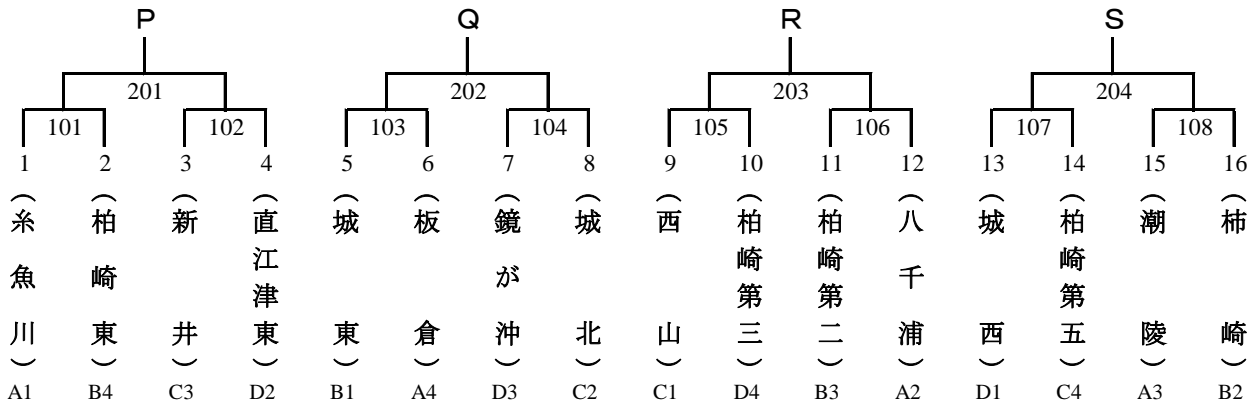 P Q R S
201 202 203 204
101 102 103 104 105 106 107 108
1 2 3 4 5 6 7 8 9 10 11 12 13 14 15 16
(糸魚川) (柏崎東) (新井) (直江津東) (城東) (板倉) (鏡が沖) (城北) (西山) (柏崎第三) (柏崎第二) (八千浦) (城西) (柏崎第五) (潮陵) (柿崎)
A1 B4 C3 D2 B1 A4 D3 C2 C1 D4 B3 A2 D1 C4 A3 B2